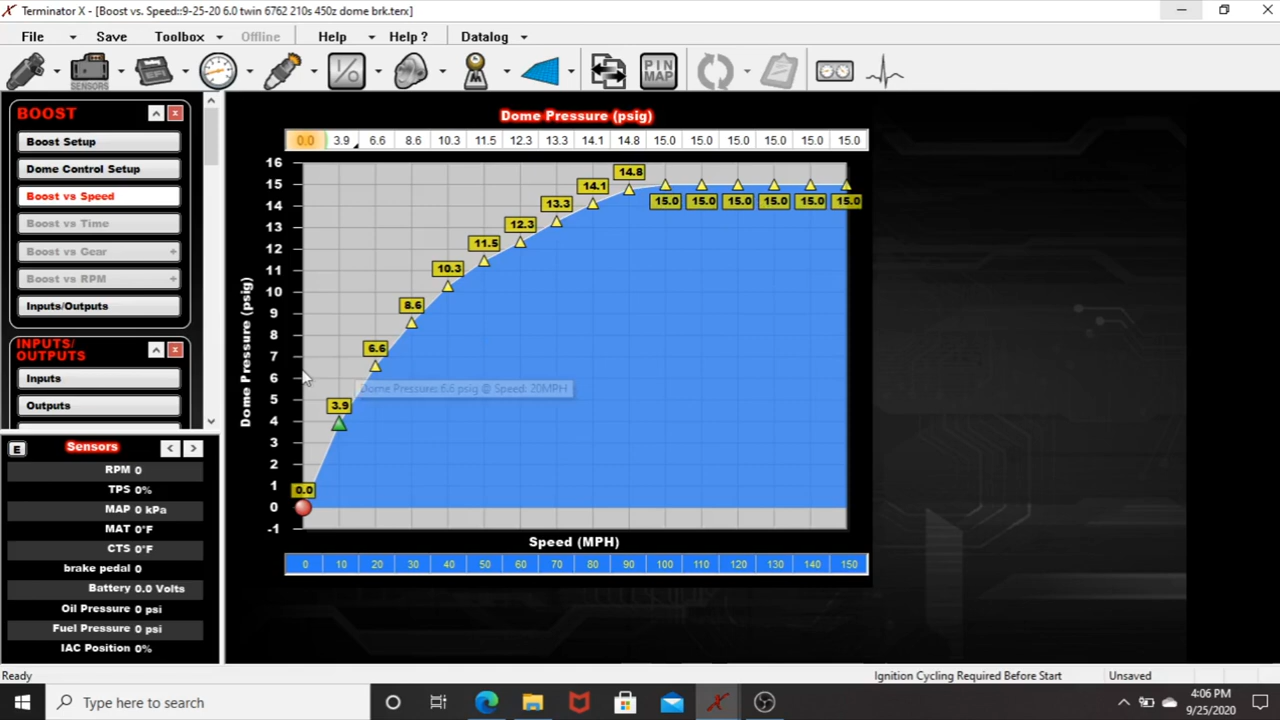 Terminator X - [Boost vs. Speed::9-25-20 6.0 twin 6762 210s 450z dome brk.terx]
File Save Toolbox Offline Help Help ? Datalog
SENSORS EFI I/O PIN MAP
BOOST
Boost Setup
Dome Control Setup
Boost vs Speed
Boost vs Time
Boost vs Gear +
Boost vs RPM +
Inputs/Outputs
INPUTS/
OUTPUTS
Inputs
Outputs
E Sensors < >
RPM 0
TPS 0%
MAP 0 kPa
MAT 0°F
CTS 0°F
brake pedal 0
Battery 0.0 Volts
Oil Pressure 0 psi
Fuel Pressure 0 psi
IAC Position 0%
Dome Pressure (psig)
0.0 3.9 6.6 8.6 10.3 11.5 12.3 13.3 14.1 14.8 15.0 15.0 15.0 15.0 15.0 15.0
Dome Pressure (psig)
16
15
14
13
12
11
10
9
8
7
6
5
4
3
2
1
0
-1
0.0
3.9
6.6
8.6
10.3
11.5
12.3
13.3
14.1
14.8
15.0 15.0 15.0 15.0 15.0 15.0
Dome Pressure: 6.6 psig @ Speed: 20MPH
Speed (MPH)
0 10 20 30 40 50 60 70 80 90 100 110 120 130 140 150
Ready Ignition Cycling Required Before Start Unsaved
Type here to search
4:06 PM
9/25/2020